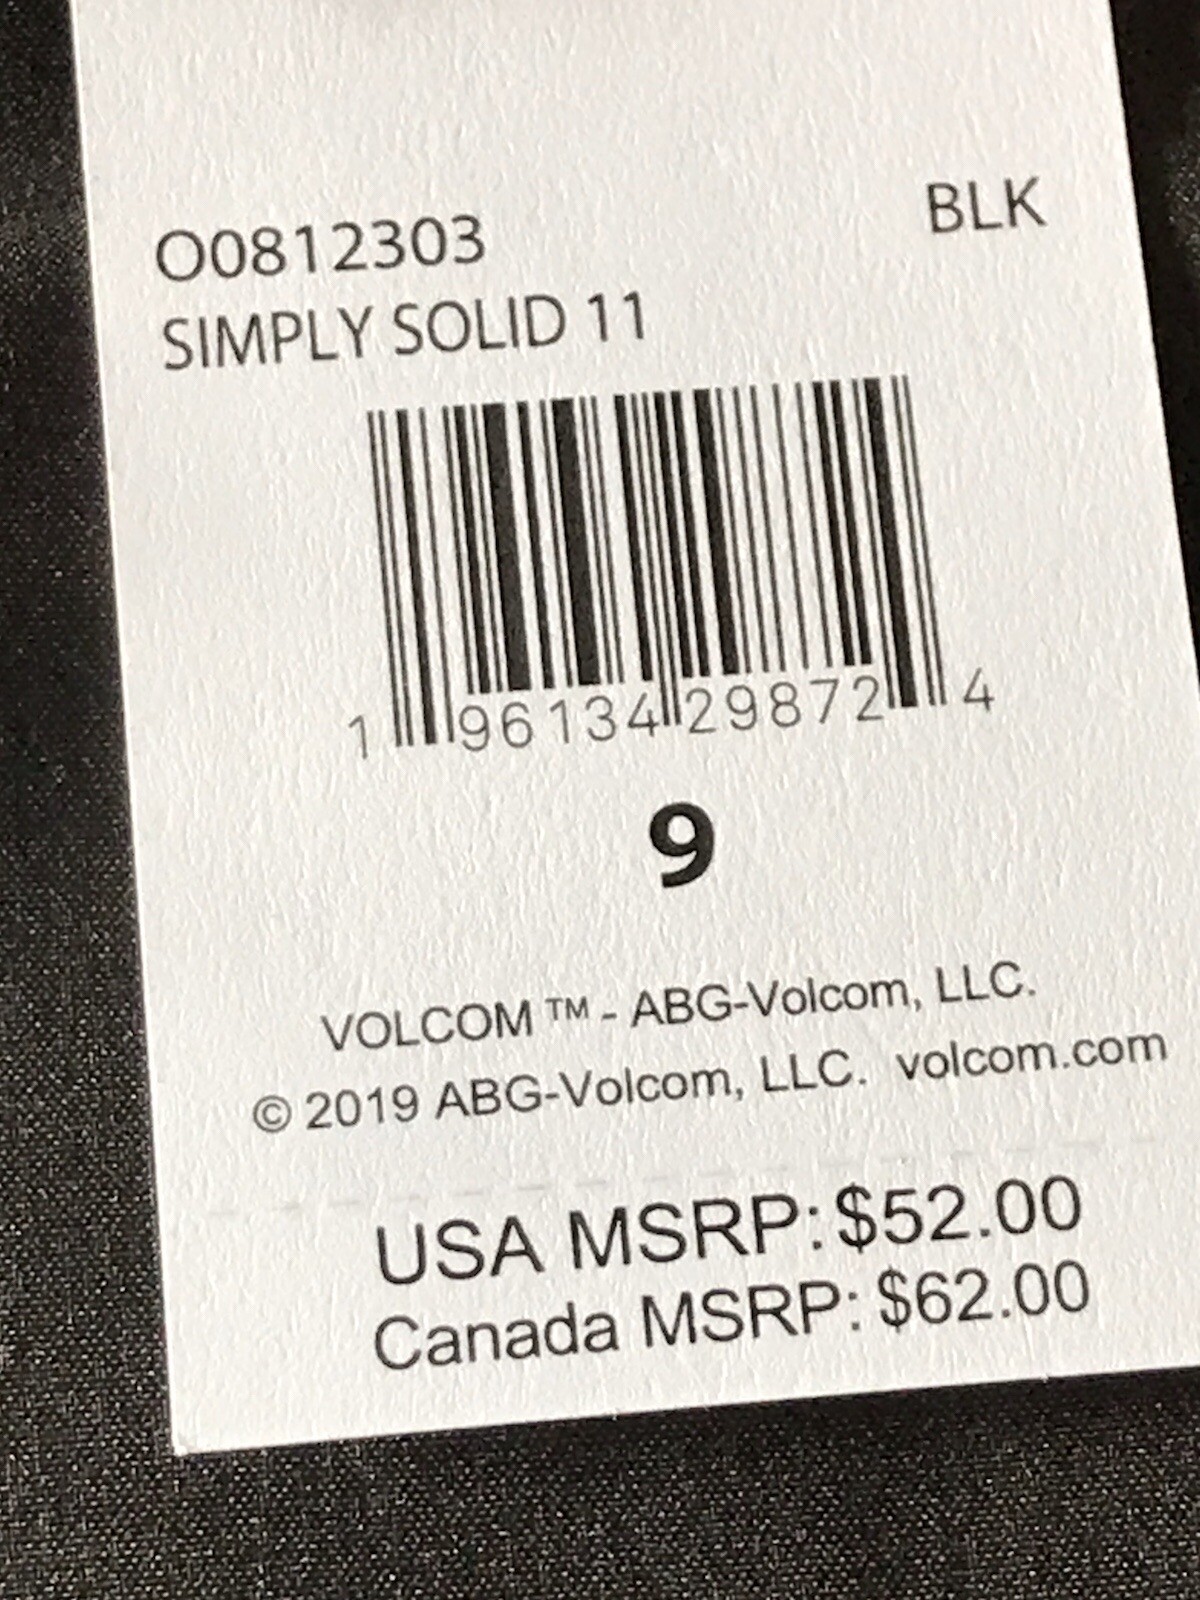 O0812303 BLK
SIMPLY SOLID 11
1 96134 29872 4
9
VOLCOM ™ - ABG-Volcom, LLC.
© 2019 ABG-Volcom, LLC. volcom.com
USA MSRP: $52.00
Canada MSRP: $62.00